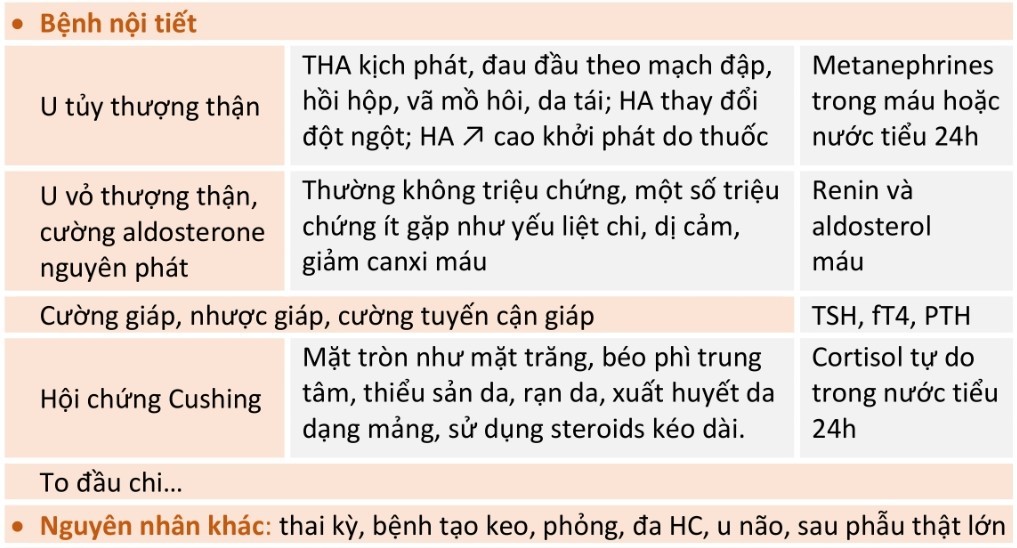 • Bệnh nội tiết
U tủy thượng thận
THA kịch phát, đau đầu theo mạch đập,
hồi hộp, vã mồ hôi, da tái; HA thay đổi
đột ngột; HA ↗ cao khởi phát do thuốc
Metanephrines
trong máu hoặc
nước tiểu 24h
U vỏ thượng thận,
cường aldosterone
nguyên phát
Thường không triệu chứng, một số triệu
chứng ít gặp như yếu liệt chi, dị cảm,
giảm canxi máu
Renin và
aldosterol
máu
Cường giáp, nhược giáp, cường tuyến cận giáp
TSH, fT4, PTH
Hội chứng Cushing
Mặt tròn như mặt trăng, béo phì trung
tâm, thiểu sản da, rạn da, xuất huyết da
dạng mảng, sử dụng steroids kéo dài.
Cortisol tự do
trong nước tiểu
24h
To đầu chi...
• Nguyên nhân khác: thai kỳ, bệnh tạo keo, phỏng, đa HC, u não, sau phẫu thật lớn